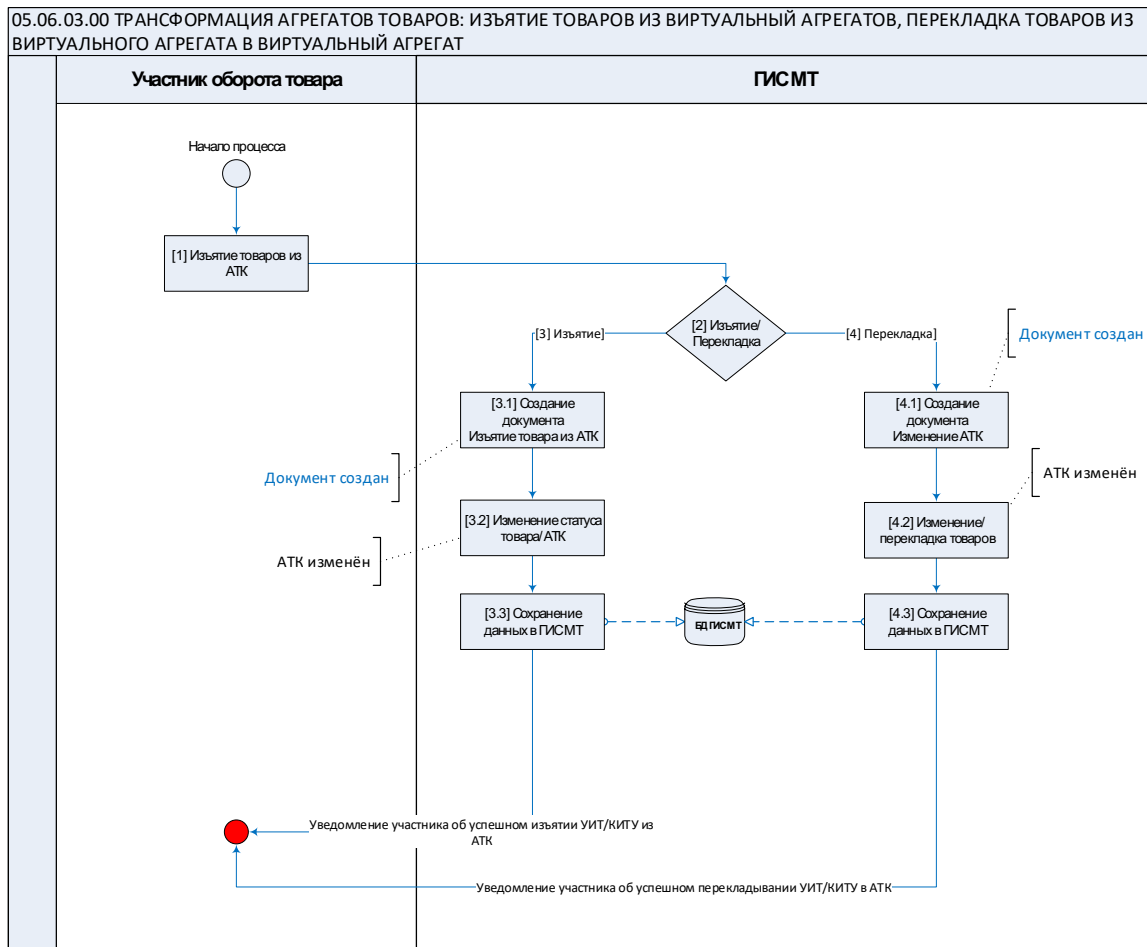 05.06.03.00 ТРАНСФОРМАЦИЯ АГРЕГАТОВ ТОВАРОВ: ИЗЪЯТИЕ ТОВАРОВ ИЗ ВИРТУАЛЬНЫЙ АГРЕГАТОВ, ПЕРЕКЛАДКА ТОВАРОВ ИЗ
ВИРТУАЛЬНОГО АГРЕГАТА В ВИРТУАЛЬНЫЙ АГРЕГАТ
Участник оборота товара
ГИС МТ
Начало процесса
[1] Изъятие товаров из
АТК
[2] Изъятие/
Перекладка
[3] Изъятие]
[4] Перекладка]
Документ создан
[3.1] Создание
документа
Изъятие товара из АТК
[4.1] Создание
документа
Изменение АТК
Документ создан
АТК изменён
[3.2] Изменение статуса
товара/АТК
[4.2] Изменение/
перекладка товаров
АТК изменён
[3.3] Сохранение
данных в ГИСМТ
БД ГИСМТ
[4.3] Сохранение
данных в ГИСМТ
Уведомление участника об успешном изъятии УИТ/КИТУ из
АТК
Уведомление участника об успешном перекладывании УИТ/КИТУ в АТК